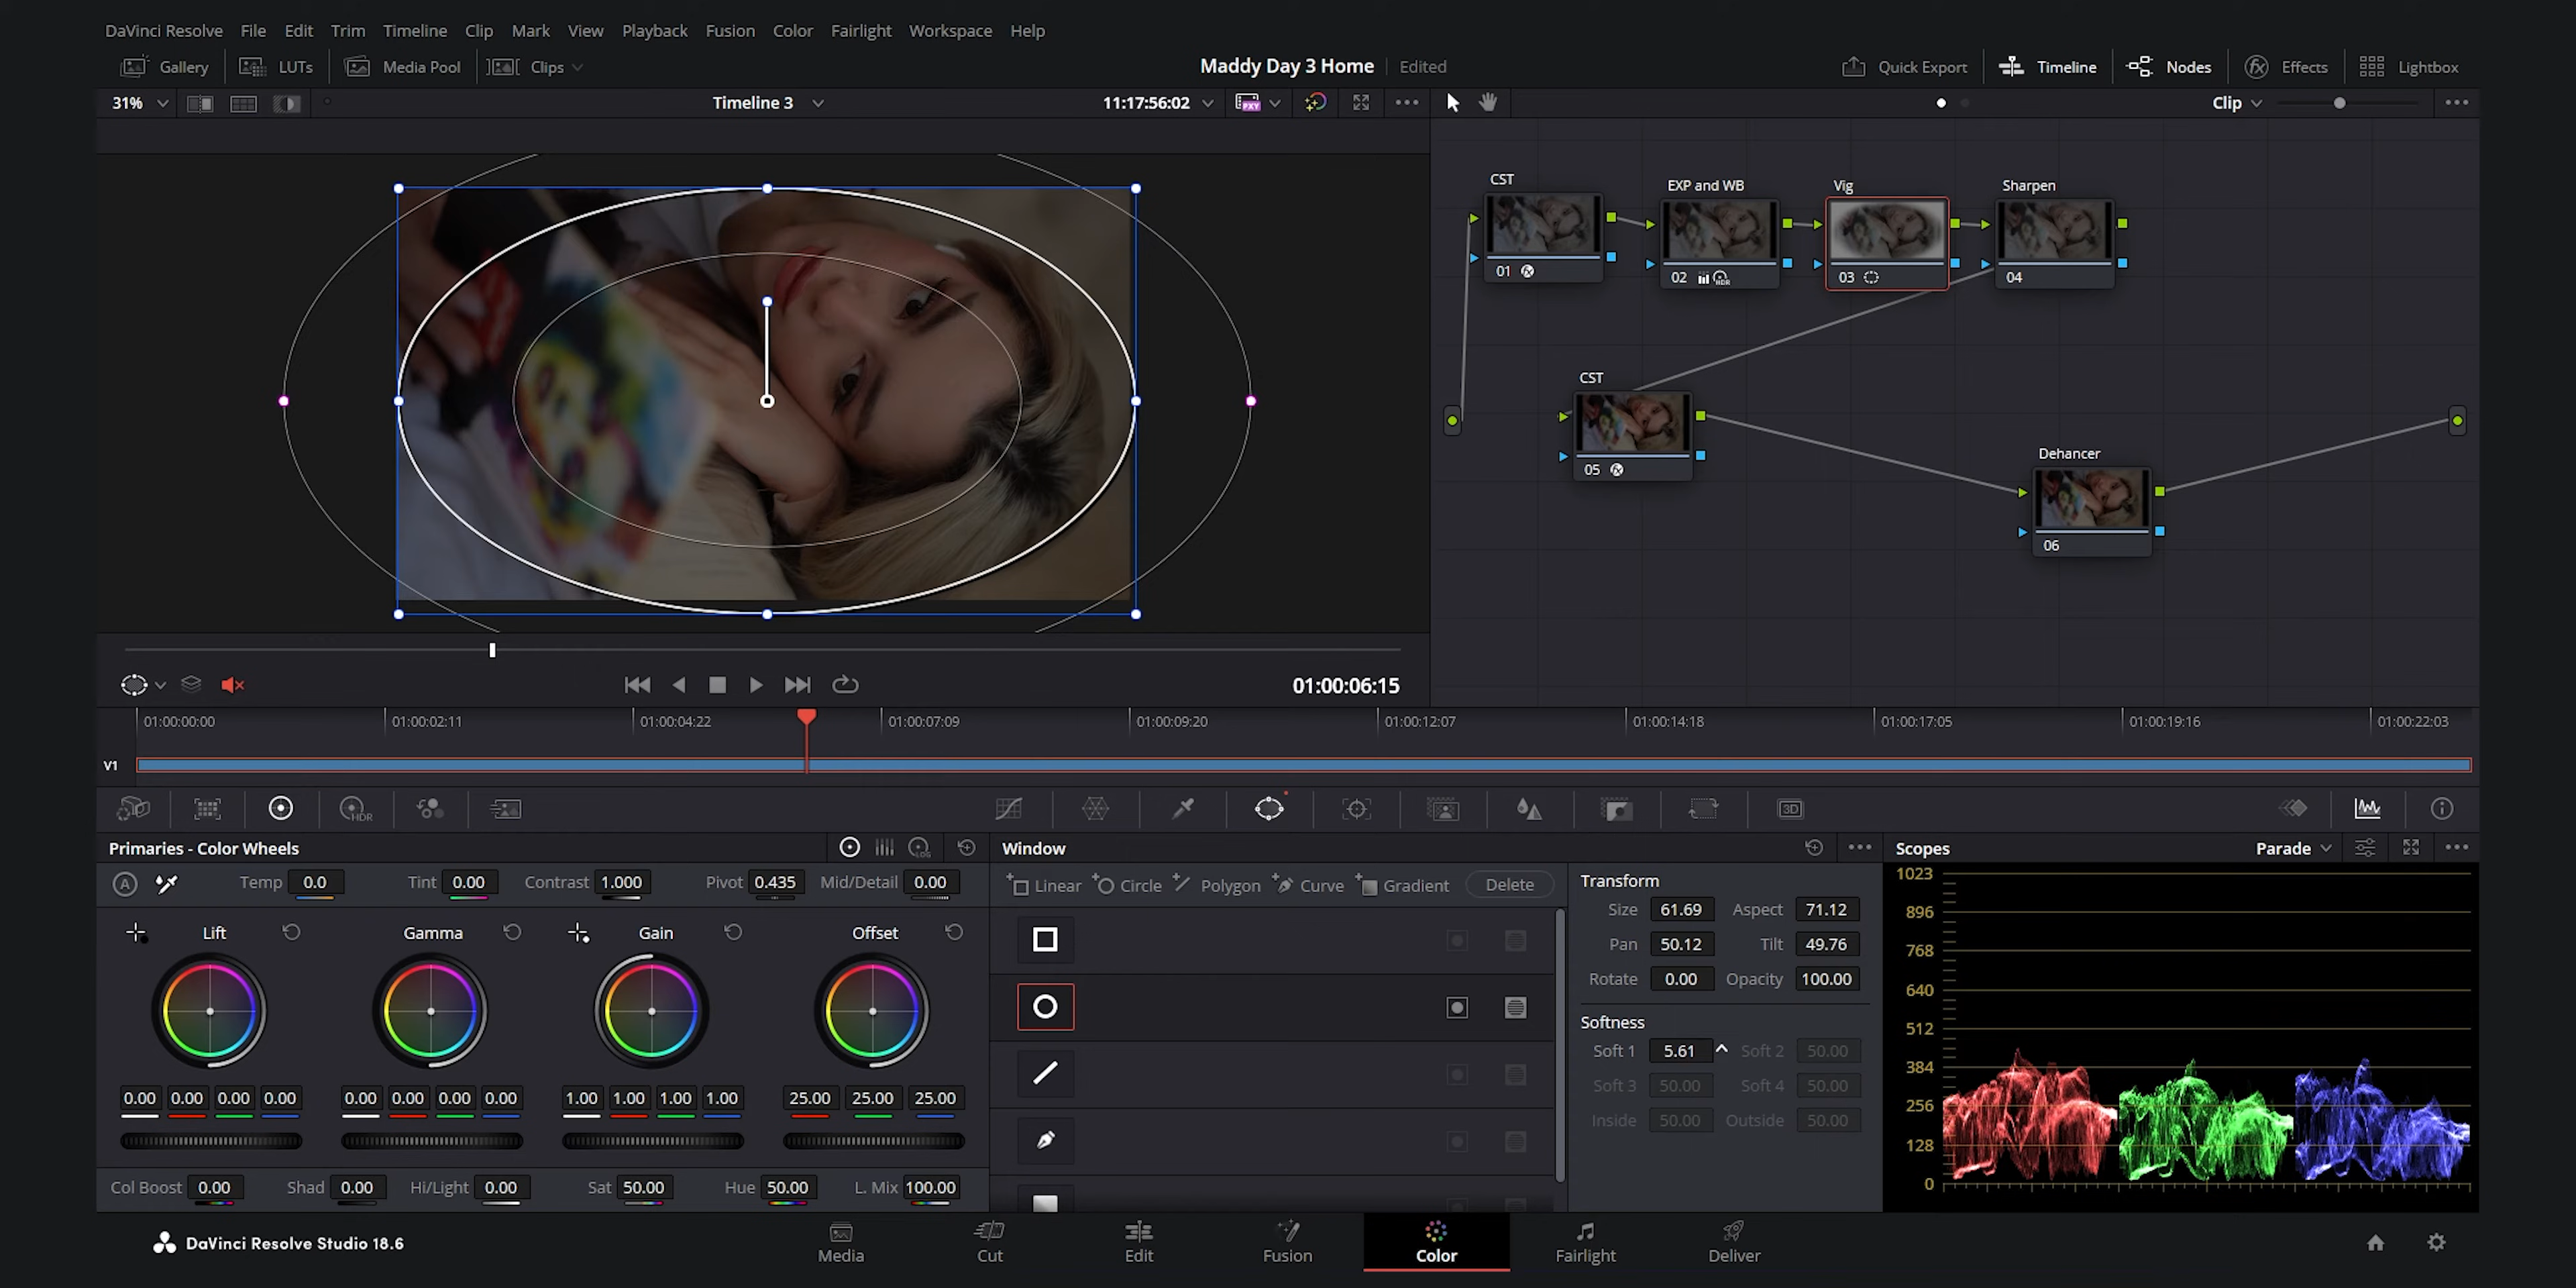 DaVinci Resolve File Edit Trim Timeline Clip Mark View Playback Fusion Color Fairlight Workspace Help
Gallery LUTs Media Pool Clips Maddy Day 3 Home Edited Quick Export Timeline Nodes Effects Lightbox
31% Timeline 3 11:17:56:02 PXY Clip
CST EXP and WB Vig Sharpen
01 02 HDR 03 04
CST
05
Dehancer
06
01:00:06:15
01:00:00:00 01:00:02:11 01:00:04:22 01:00:07:09 01:00:09:20 01:00:12:07 01:00:14:18 01:00:17:05 01:00:19:16 01:00:22:03
V1
HDR 3D
Primaries - Color Wheels LOG Window Scopes Parade
A Temp 0.0 Tint 0.00 Contrast 1.000 Pivot 0.435 Mid/Detail 0.00
Lift Gamma Gain Offset
0.00 0.00 0.00 0.00 0.00 0.00 0.00 0.00 1.00 1.00 1.00 1.00 25.00 25.00 25.00
Col Boost 0.00 Shad 0.00 Hi/Light 0.00 Sat 50.00 Hue 50.00 L. Mix 100.00
Linear Circle Polygon Curve Gradient Delete
Transform
Size 61.69 Aspect 71.12
Pan 50.12 Tilt 49.76
Rotate 0.00 Opacity 100.00
Softness
Soft 1 5.61 Soft 2 50.00
Soft 3 50.00 Soft 4 50.00
Inside 50.00 Outside 50.00
1023
896
768
640
512
384
256
128
0
DaVinci Resolve Studio 18.6 Media Cut Edit Fusion Color Fairlight Deliver